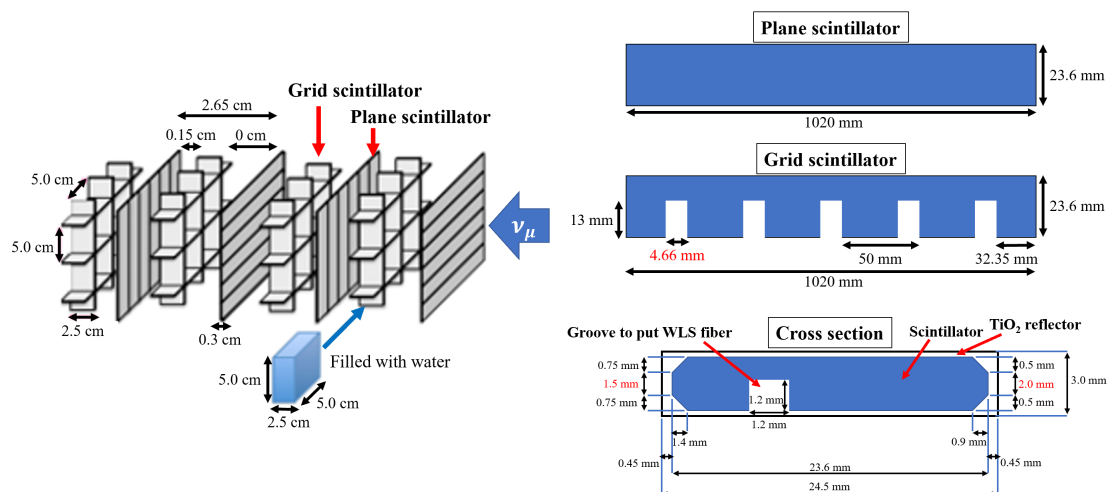 Grid scintillator
2.65 cm
Plane scintillator
0.15 cm
0 cm
5.0 cm
5.0 cm
2.5 cm
0.3 cm
ν_μ
Filled with water
5.0 cm
5.0 cm
2.5 cm
Plane scintillator
23.6 mm
1020 mm
Grid scintillator
13 mm
23.6 mm
4.66 mm
50 mm
32.35 mm
1020 mm
Groove to put WLS fiber
Cross section
Scintillator
TiO₂ reflector
0.75 mm
0.5 mm
1.5 mm
2.0 mm
3.0 mm
0.75 mm
0.5 mm
1.2 mm
1.2 mm
1.4 mm
0.9 mm
0.45 mm
23.6 mm
0.45 mm
24.5 mm